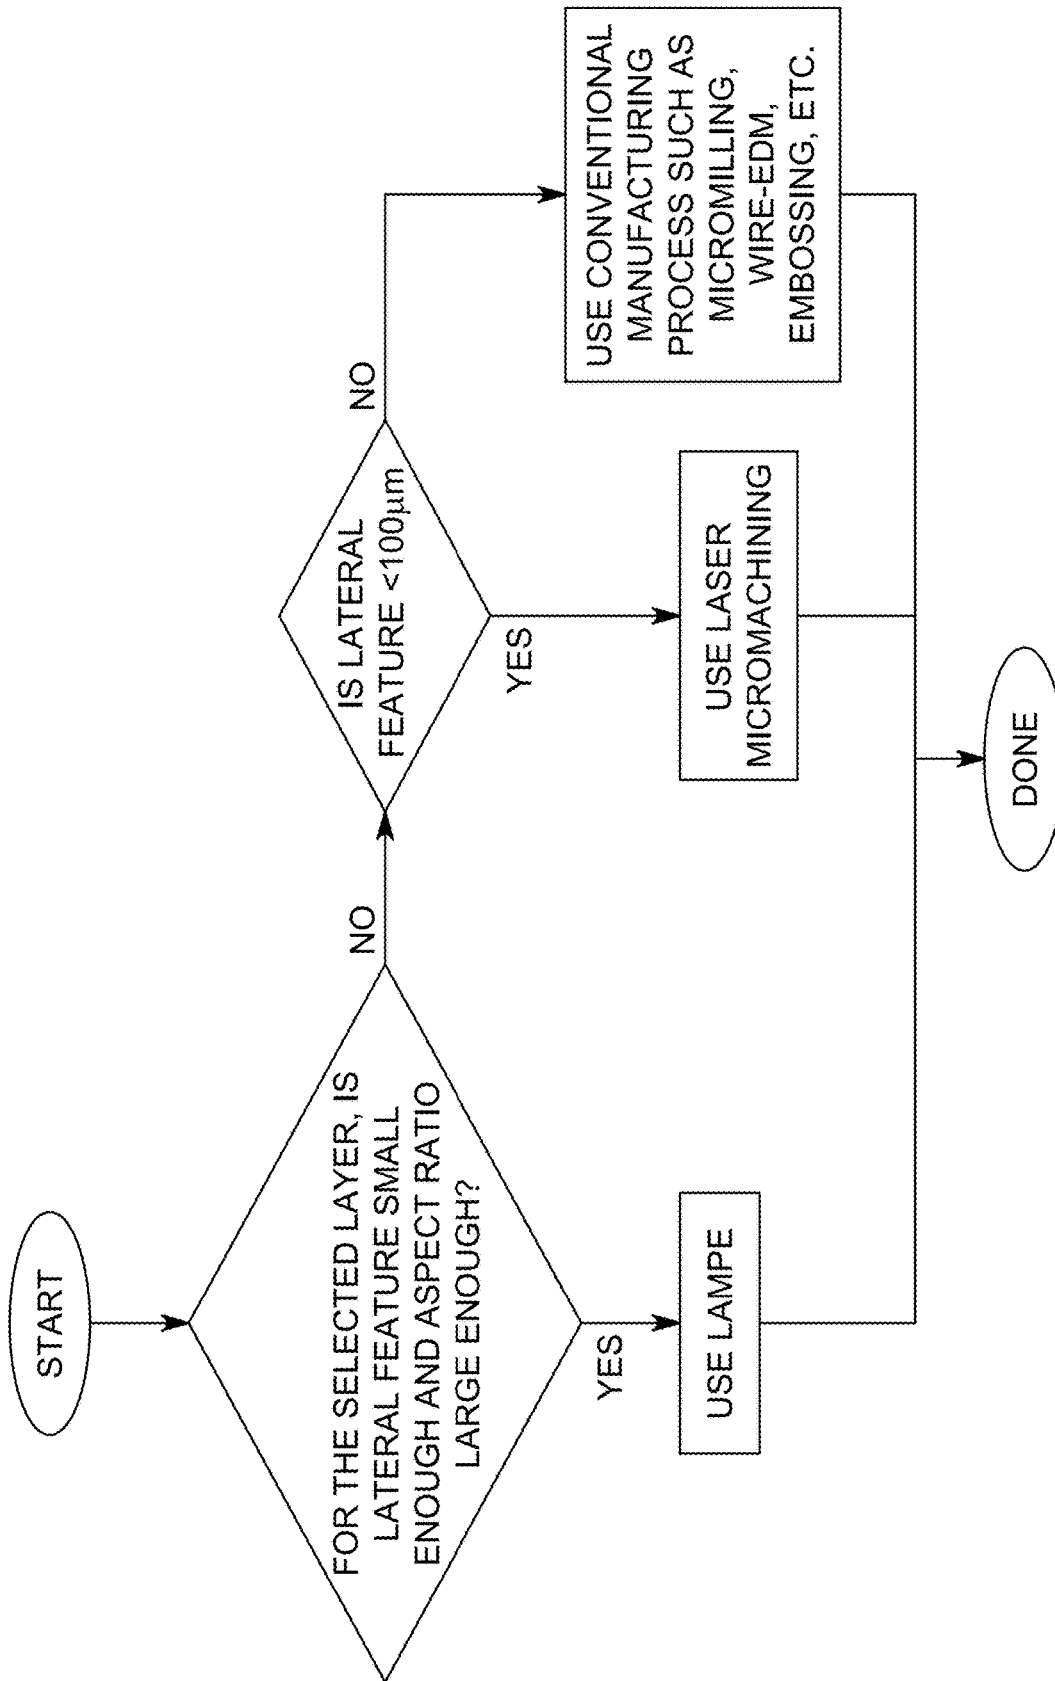 START
FOR THE SELECTED LAYER, IS
LATERAL FEATURE SMALL
ENOUGH AND ASPECT RATIO
LARGE ENOUGH?
NO
YES
USE LAMPE
IS LATERAL
FEATURE <100µm
NO
YES
USE LASER
MICROMACHINING
USE CONVENTIONAL
MANUFACTURING
PROCESS SUCH AS
MICROMILLING,
WIRE-EDM,
EMBOSSING, ETC.
DONE